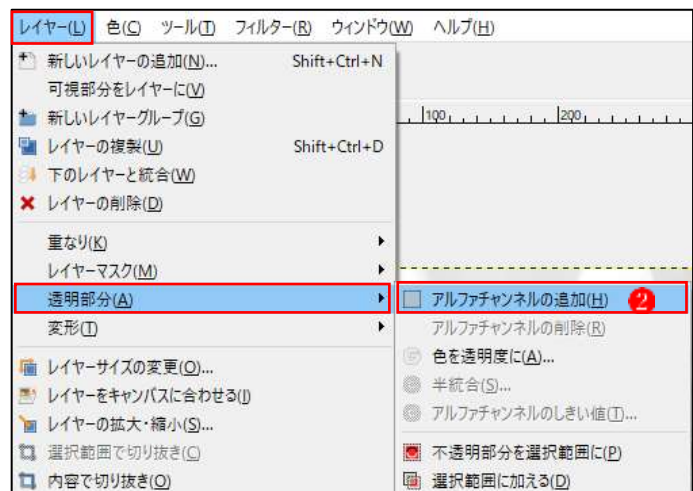 レイヤー(L) 色(C) ツール(T) フィルター(R) ウィンドウ(W) ヘルプ(H)
新しいレイヤーの追加(N)... Shift+Ctrl+N
可視部分をレイヤーに(V)
新しいレイヤーグループ(G)
100 200
レイヤーの複製(U) Shift+Ctrl+D
下のレイヤーと統合(W)
レイヤーの削除(D)
重なり(K)
レイヤーマスク(M)
透明部分(A)
変形(T)
レイヤーサイズの変更(O)...
レイヤーをキャンバスに合わせる(I)
レイヤーの拡大・縮小(S)...
選択範囲で切り抜き(C)
内容で切り抜き(O)
アルファチャンネルの追加(H) 2
アルファチャンネルの削除(R)
色を透明度に(A)...
半統合(S)...
アルファチャンネルのしきい値(T)...
不透明部分を選択範囲に(P)
選択範囲に加える(D)